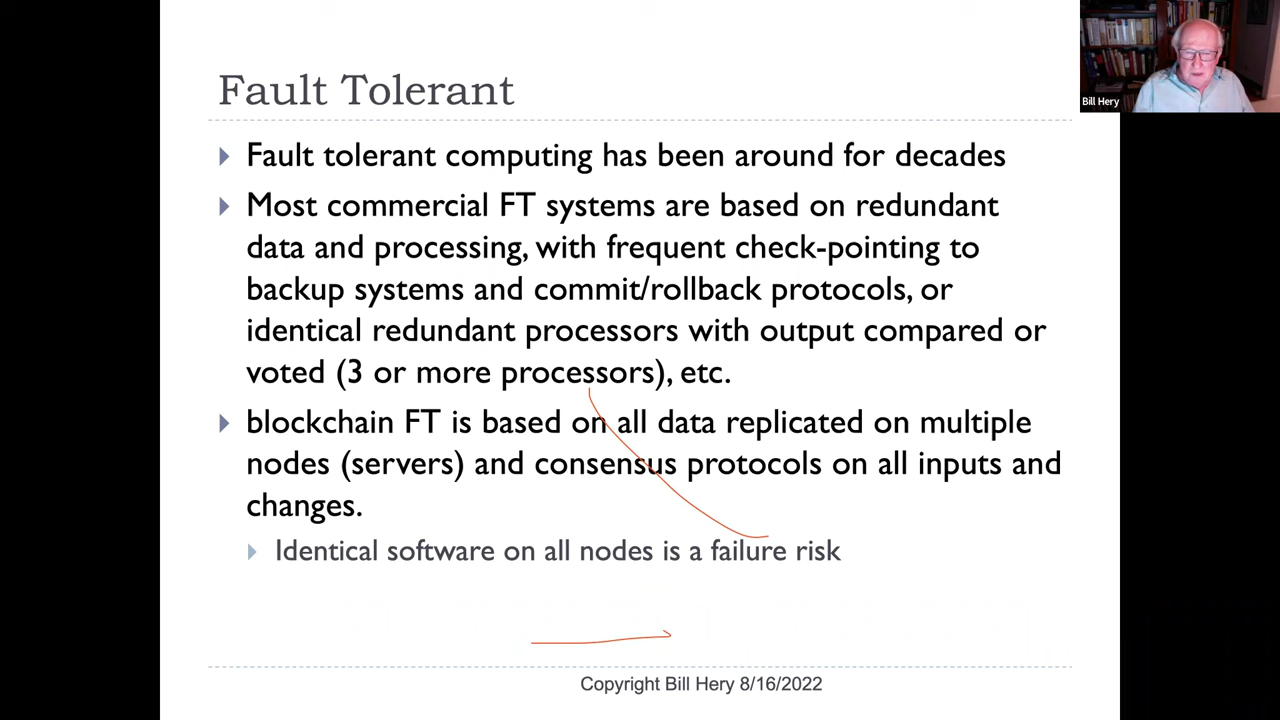 Fault Tolerant
Fault tolerant computing has been around for decades
Most commercial FT systems are based on redundant
data and processing, with frequent check-pointing to
backup systems and commit/rollback protocols, or
identical redundant processors with output compared or
voted (3 or more processors), etc.
blockchain FT is based on all data replicated on multiple
nodes (servers) and consensus protocols on all inputs and
changes.
Identical software on all nodes is a failure risk
Copyright Bill Hery 8/16/2022
Bill Hery